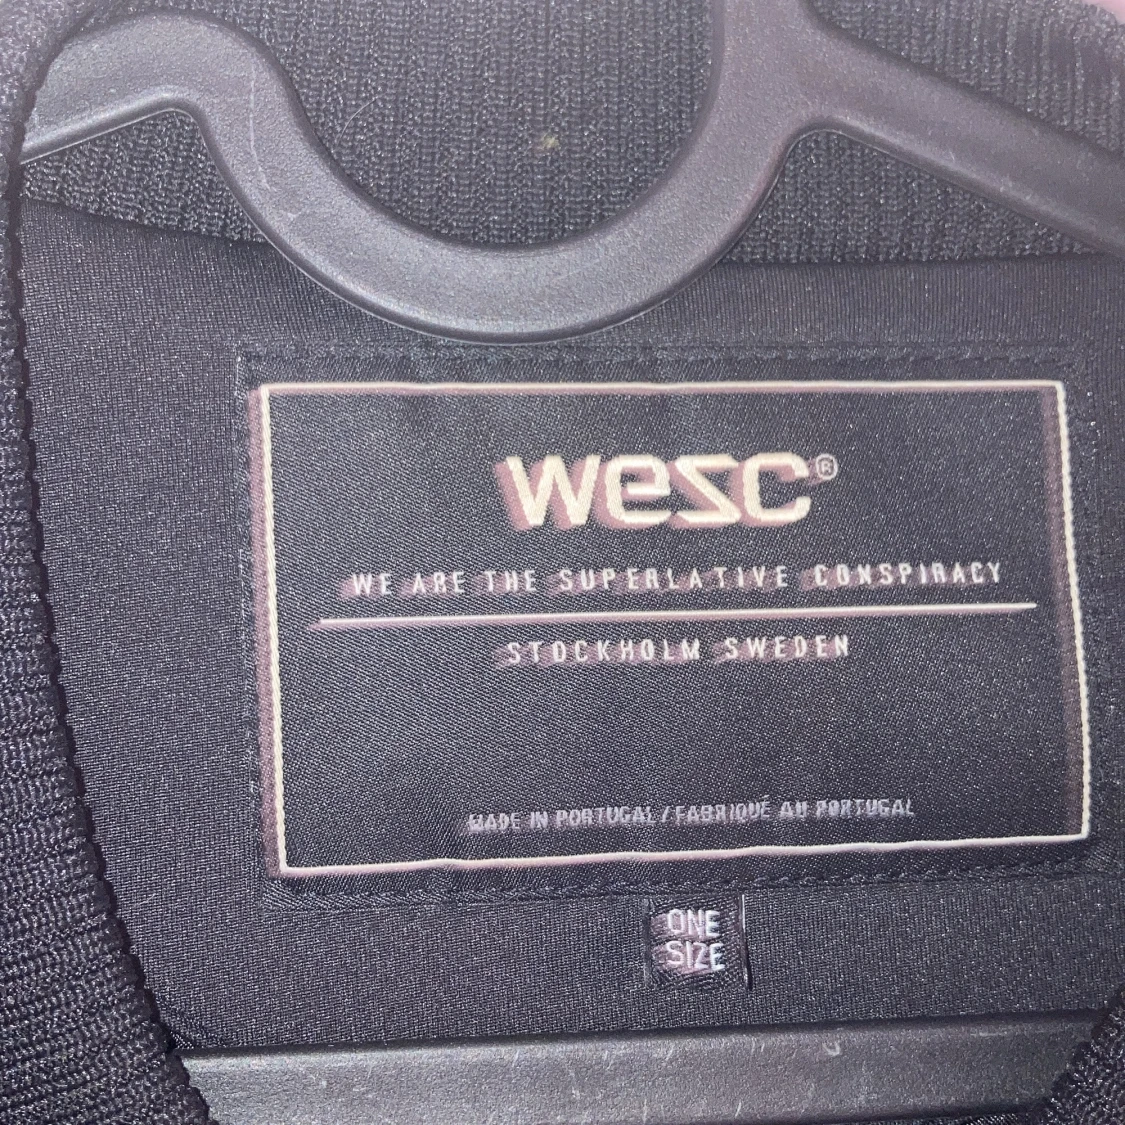 wesc®
WE ARE THE SUPERLATIVE CONSPIRACY
STOCKHOLM SWEDEN
MADE IN PORTUGAL / FABRIQUÉ AU PORTUGAL
ONE
SIZE